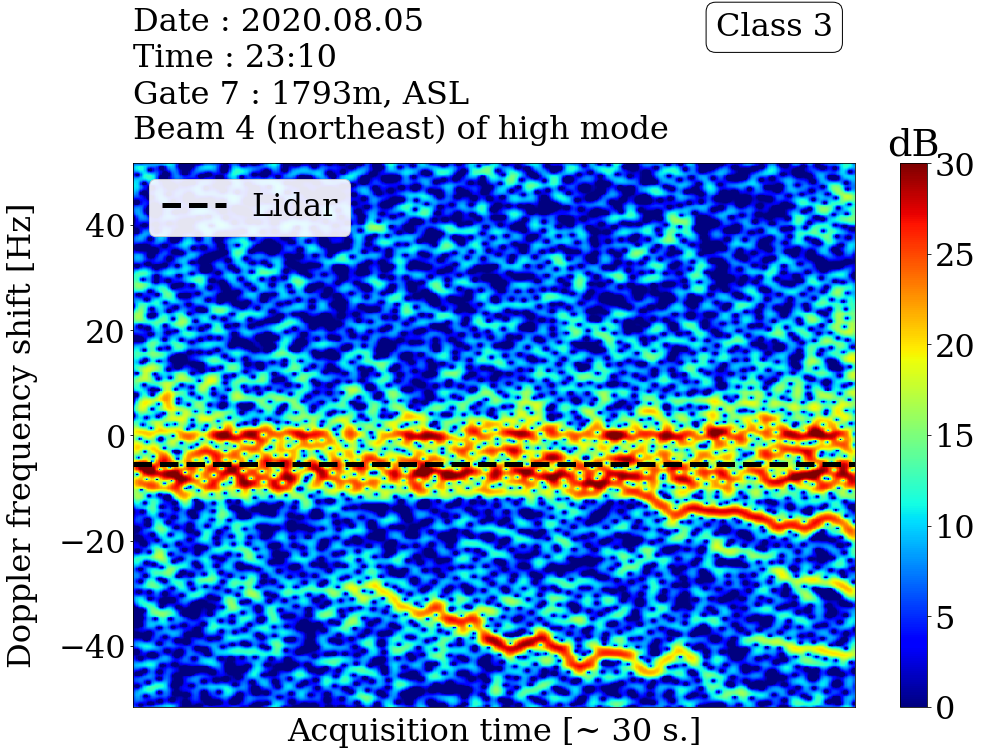 Date : 2020.08.05
Time : 23:10
Gate 7 : 1793m, ASL
Beam 4 (northeast) of high mode
Class 3
dB
Lidar
Doppler frequency shift [Hz]
40
20
0
−20
−40
30
25
20
15
10
5
0
Acquisition time [~ 30 s.]